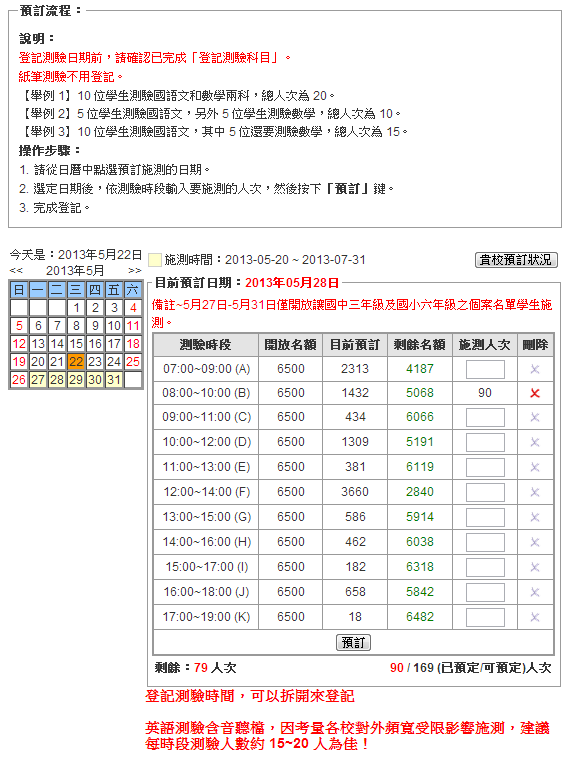 預訂流程：
說明：
登記測驗日期前，請確認已完成「登記測驗科目」。
紙筆測驗不用登記。
【舉例 1】10 位學生測驗國語文和數學兩科，總人次為 20。
【舉例 2】5 位學生測驗國語文，另外 5 位學生測驗數學，總人次為 10。
【舉例 3】10 位學生測驗國語文，其中 5 位還要測驗數學，總人次為 15。
操作步驟：
1. 請從日曆中點選預訂施測的日期。
2. 選定日期後，依測驗時段輸入要施測的人次，然後按下「預訂」鍵。
3. 完成登記。
今天是：2013年5月22日
<< 2013年5月 >>
日 一 二 三 四 五 六
1 2 3 4
5 6 7 8 9 10 11
12 13 14 15 16 17 18
19 20 21 22 23 24 25
26 27 28 29 30 31
施測時間：2013-05-20 ~ 2013-07-31 貴校預訂狀況
目前預訂日期：2013年05月28日
備註~5月27日-5月31日僅開放讓國中三年級及國小六年級之個案名單學生施
測。
測驗時段 開放名額 目前預訂 剩餘名額 施測人次 刪除
07:00~09:00 (A) 6500 2313 4187
08:00~10:00 (B) 6500 1432 5068 90
09:00~11:00 (C) 6500 434 6066
10:00~12:00 (D) 6500 1309 5191
11:00~13:00 (E) 6500 381 6119
12:00~14:00 (F) 6500 3660 2840
13:00~15:00 (G) 6500 586 5914
14:00~16:00 (H) 6500 462 6038
15:00~17:00 (I) 6500 182 6318
16:00~18:00 (J) 6500 658 5842
17:00~19:00 (K) 6500 18 6482
預訂
剩餘：79 人次 90 / 169 (已預定/可預定)人次
登記測驗時間，可以拆開來登記
英語測驗含音聽檔，因考量各校對外頻寬受限影響施測，建議
每時段測驗人數約 15~20 人為佳！